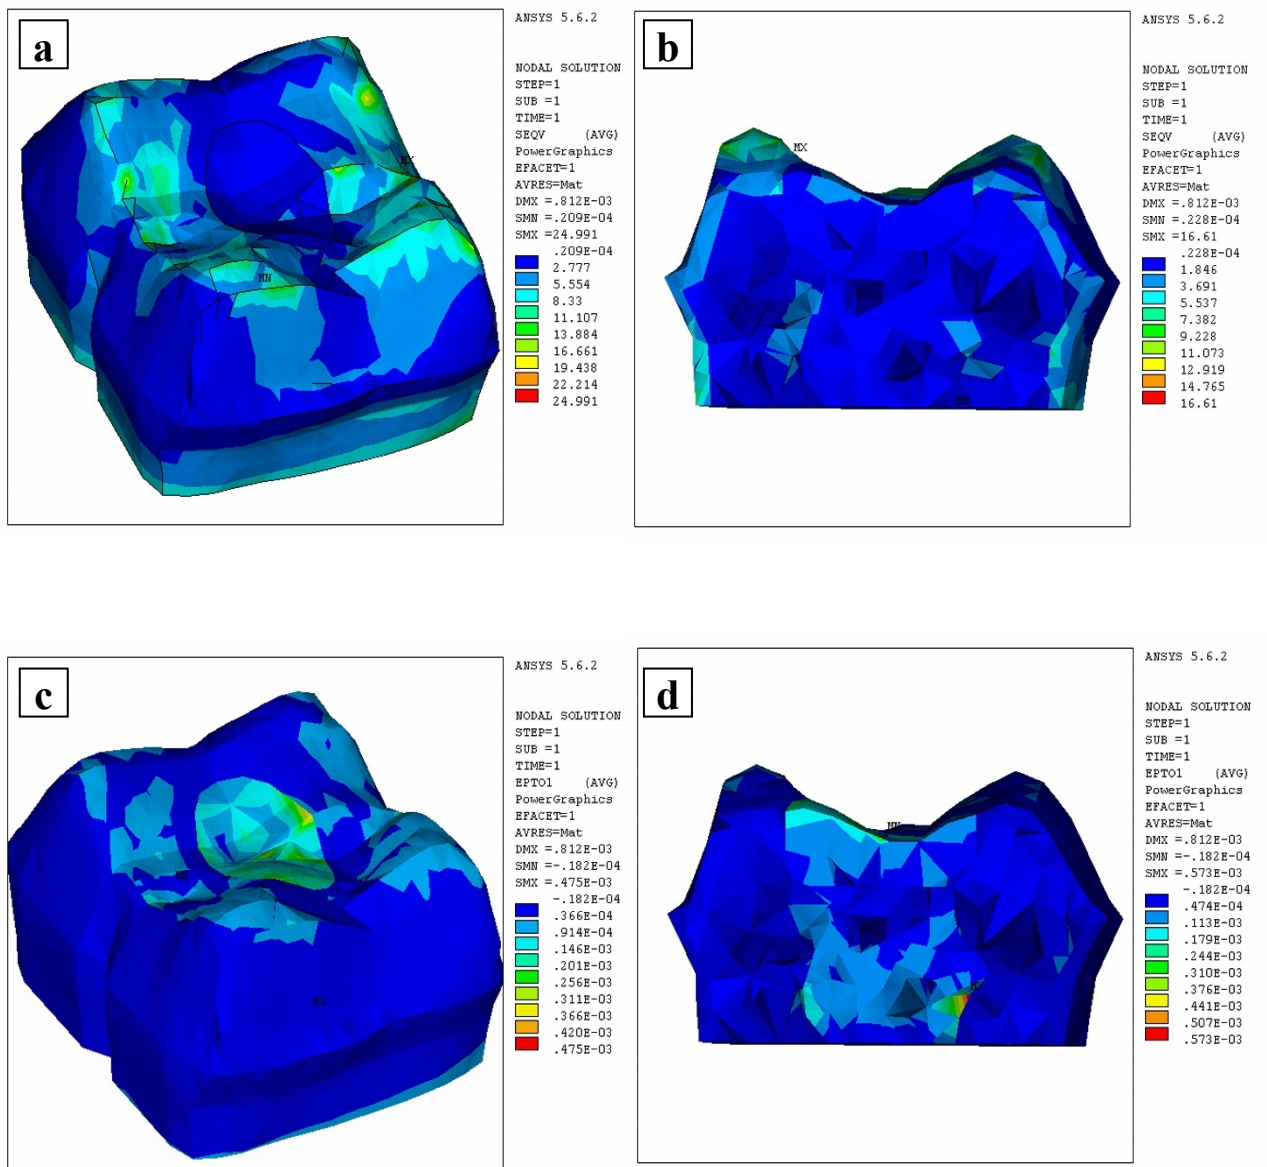 a
ANSYS 5.6.2
NODAL SOLUTION
STEP=1
SUB =1
TIME=1
SEQV (AVG)
PowerGraphics
EFACET=1
AVRES=Mat
DMX =.812E-03
SMN =.209E-04
SMX =24.991
.209E-04
2.777
5.554
8.33
11.107
13.884
16.661
19.438
22.214
24.991
MX
MN
b
ANSYS 5.6.2
NODAL SOLUTION
STEP=1
SUB =1
TIME=1
SEQV (AVG)
PowerGraphics
EFACET=1
AVRES=Mat
DMX =.812E-03
SMN =.228E-04
SMX =16.61
.228E-04
1.846
3.691
5.537
7.382
9.228
11.073
12.919
14.765
16.61
MX
MN
c
ANSYS 5.6.2
NODAL SOLUTION
STEP=1
SUB =1
TIME=1
EPTO1 (AVG)
PowerGraphics
EFACET=1
AVRES=Mat
DMX =.812E-03
SMN =-.182E-04
SMX =.475E-03
-.182E-04
.366E-04
.914E-04
.146E-03
.201E-03
.256E-03
.311E-03
.366E-03
.420E-03
.475E-03
MN
MX
d
ANSYS 5.6.2
NODAL SOLUTION
STEP=1
SUB =1
TIME=1
EPTO1 (AVG)
PowerGraphics
EFACET=1
AVRES=Mat
DMX =.812E-03
SMN =-.182E-04
SMX =.573E-03
-.182E-04
.474E-04
.113E-03
.179E-03
.244E-03
.310E-03
.376E-03
.441E-03
.507E-03
.573E-03
MN
MX